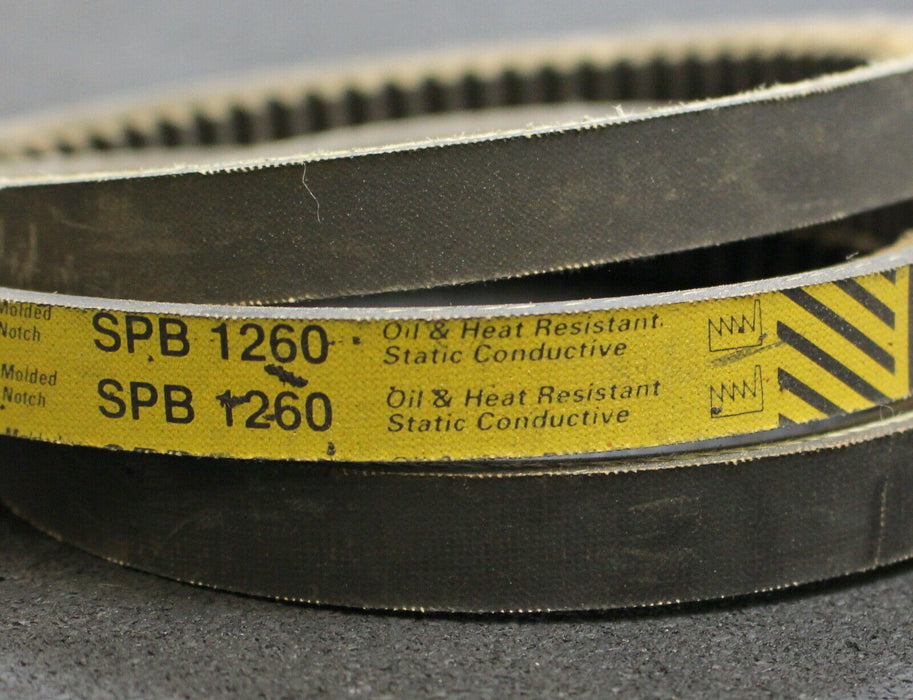 Molded
Notch
SPB 1260
Oil & Heat Resistant
Static Conductive
Molded
Notch
SPB 1260
Oil & Heat Resistant
Static Conductive